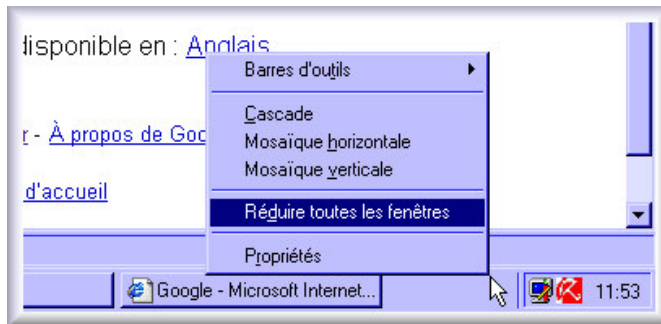 disponible en : Anglais
Barres d'outils
Cascade
r - À propos de Goo
Mosaïque horizontale
Mosaïque verticale
d'accueil
Réduire toutes les fenêtres
Propriétés
Google - Microsoft Internet...
11:53